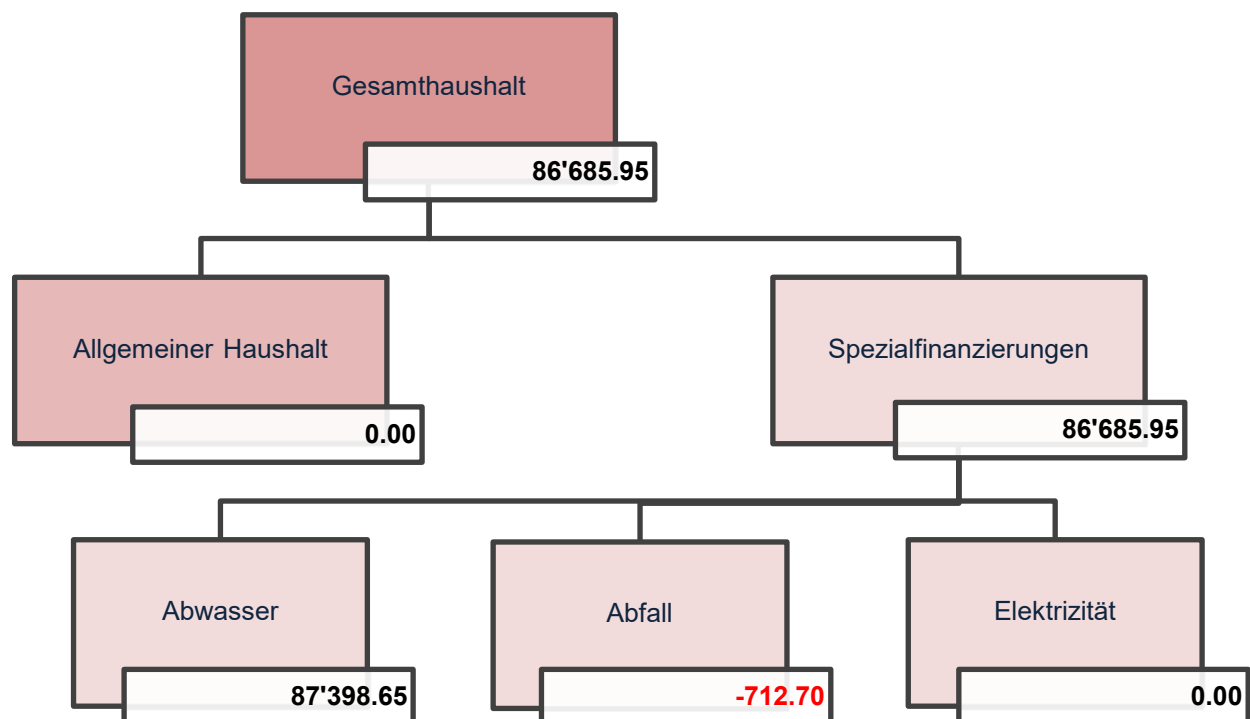 Gesamthaushalt
86'685.95
Allgemeiner Haushalt
0.00
Spezialfinanzierungen
86'685.95
Abwasser
87'398.65
Abfall
-712.70
Elektrizität
0.00